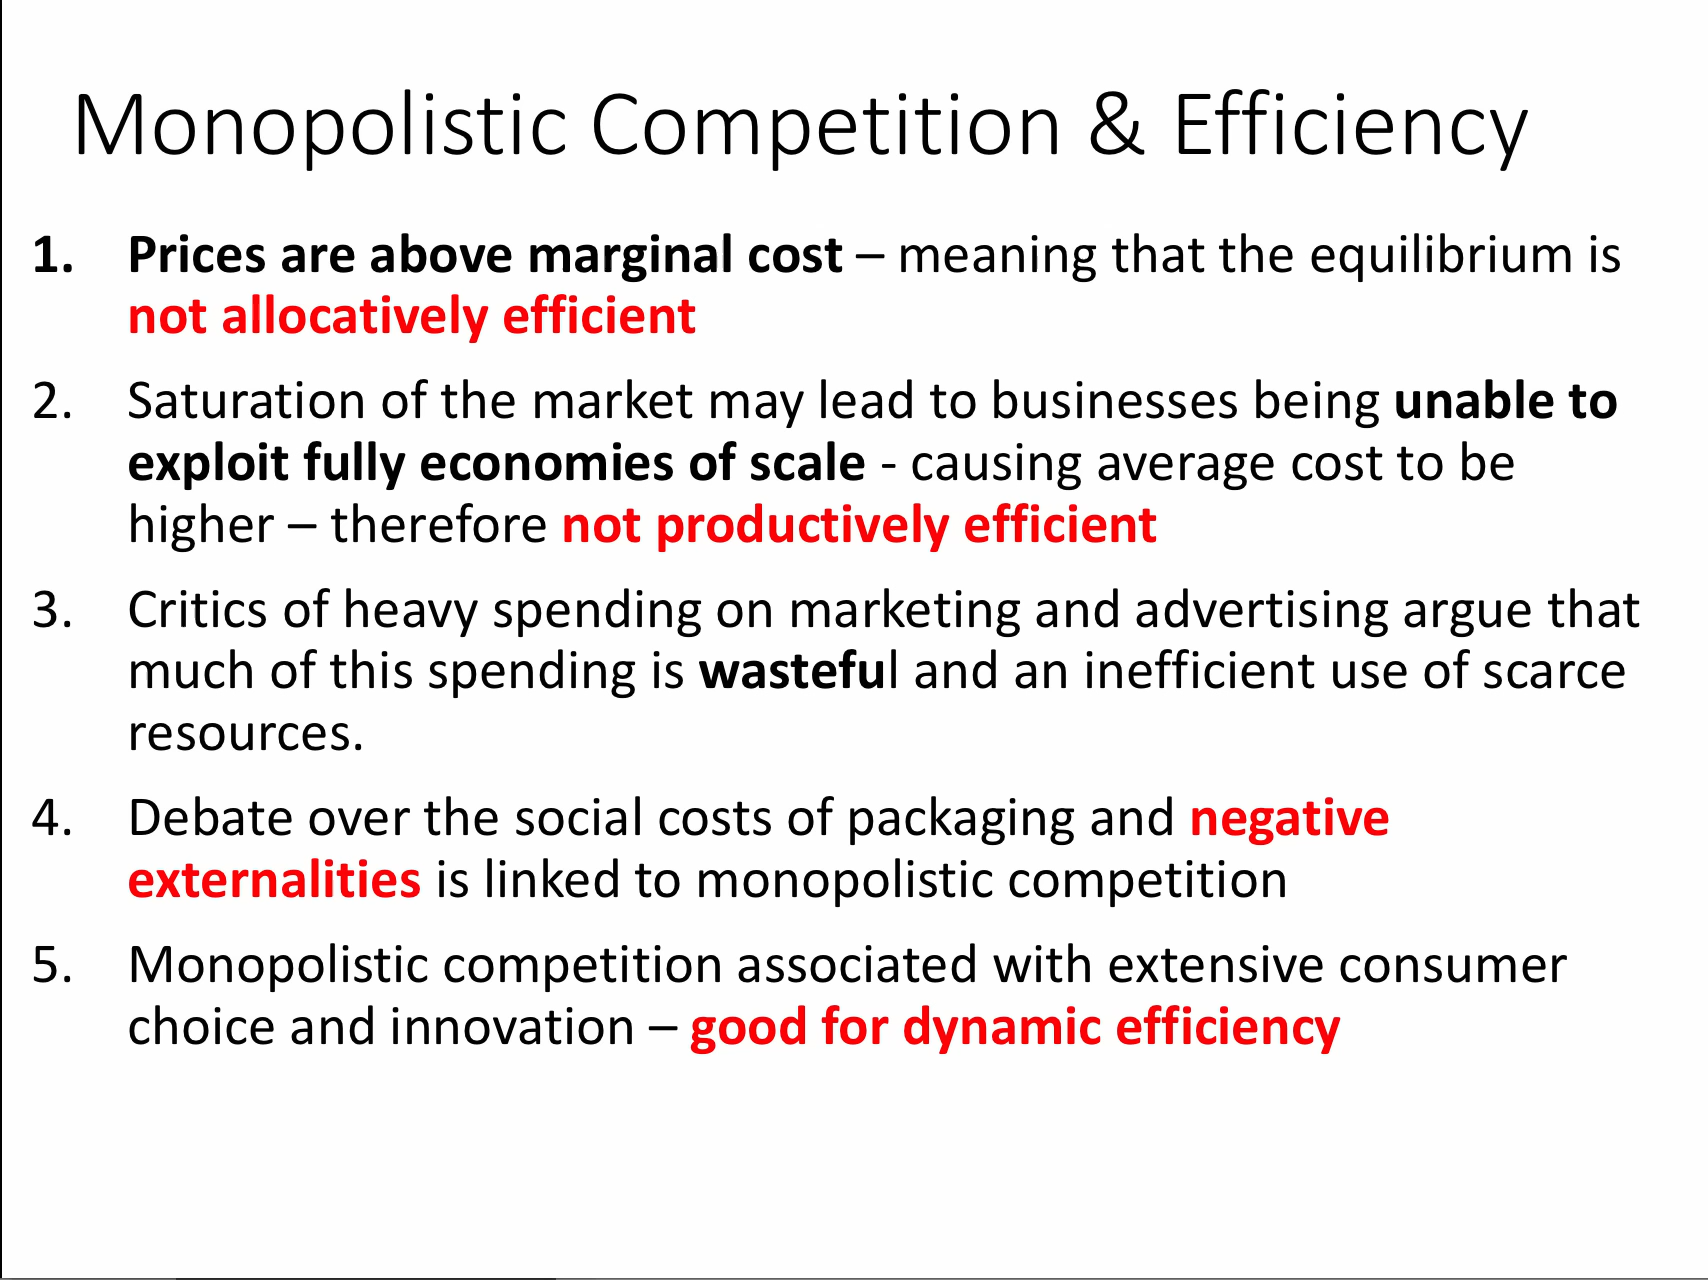 Monopolistic Competition & Efficiency
1. Prices are above marginal cost – meaning that the equilibrium is
not allocatively efficient
2. Saturation of the market may lead to businesses being unable to
exploit fully economies of scale - causing average cost to be
higher – therefore not productively efficient
3. Critics of heavy spending on marketing and advertising argue that
much of this spending is wasteful and an inefficient use of scarce
resources.
4. Debate over the social costs of packaging and negative
externalities is linked to monopolistic competition
5. Monopolistic competition associated with extensive consumer
choice and innovation – good for dynamic efficiency